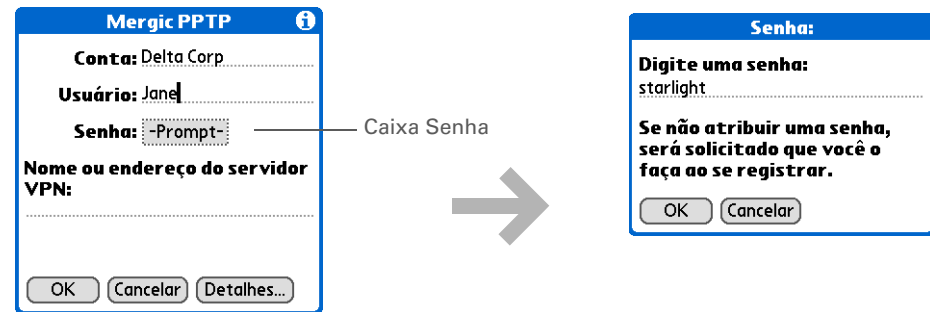 Mergic PPTP
Conta: Delta Corp
Usuário: Jane
Senha: -Prompt-
Caixa Senha
Nome ou endereço do servidor
VPN:
OK Cancelar Detalhes...
Senha:
Digite uma senha:
starlight
Se não atribuir uma senha,
será solicitado que você o
faça ao se registrar.
OK Cancelar